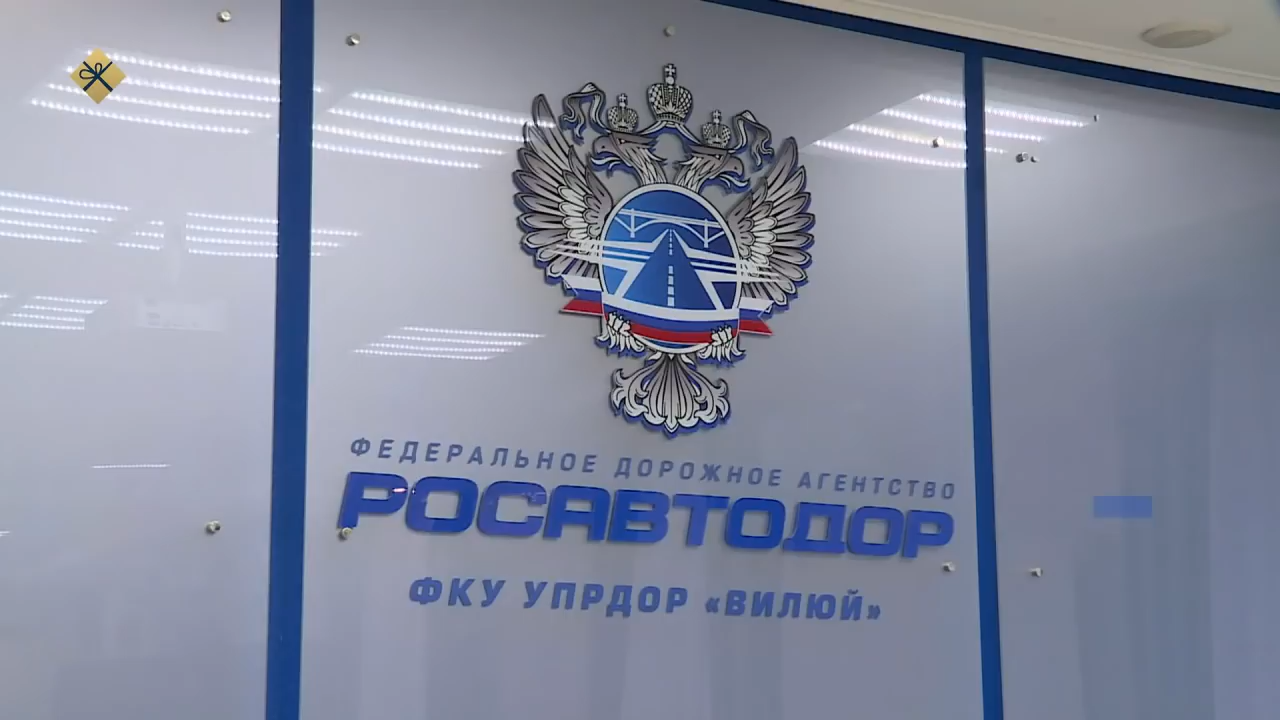 ФЕДЕРАЛЬНОЕ ДОРОЖНОЕ АГЕНТСТВО
РОСАВТОДОР
ФКУ УПРДОР «ВИЛЮЙ»